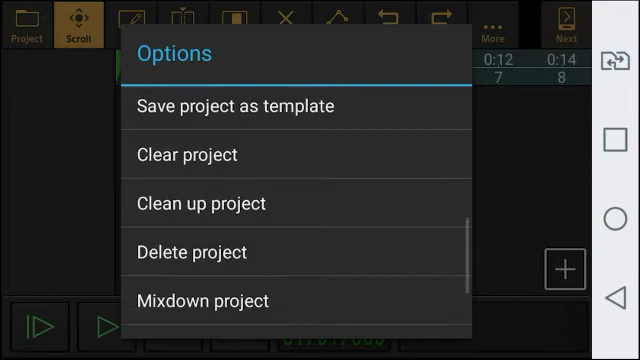 Project
Scroll
More
Next
Options
0:12
0:14
7
8
Save project as template
Clear project
Clean up project
Delete project
Mixdown project